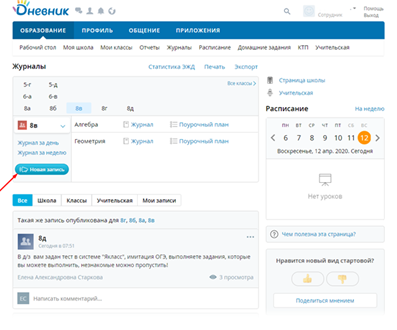 Дневник
Сотрудник
Помощь
Выход
ОБРАЗОВАНИЕ ПРОФИЛЬ ОБЩЕНИЕ ПРИЛОЖЕНИЯ
Рабочий стол Моя школа Мои классы Отчеты Журналы Расписание Домашние задания КТП Учительская
Журналы Статистика ЭЖД Печать Экспорт
5-г 5-д Все классы
6-а 6-в
8а 8б 8в 8г 8д
8в Алгебра Журнал Поурочный план
Журнал за день Геометрия Журнал Поурочный план
Журнал за неделю
Новая запись
Страница школы
Учительская
Расписание На неделю
ПН ВТ СР ЧТ ПТ СБ ВС
6 7 8 9 10 11 12
Воскресенье, 12 апр. 2020. Сегодня
Нет уроков
Чем полезна эта страница?
Нравится новый вид стартовой?
Поделиться мнением
Все Школа Классы Учительская Мои записи
Такая же запись опубликована для 8г, 8б, 8а, 8в
8д
Сегодня в 07:51
В д/з вам задан тест в системе "Якласс", имитация ОГЭ, выполняете задания, которые
вы можете выполнить, незнакомые можно пропустить!
Елена Александровна Старкова 3 просмотра
ЕС Написать комментарий...